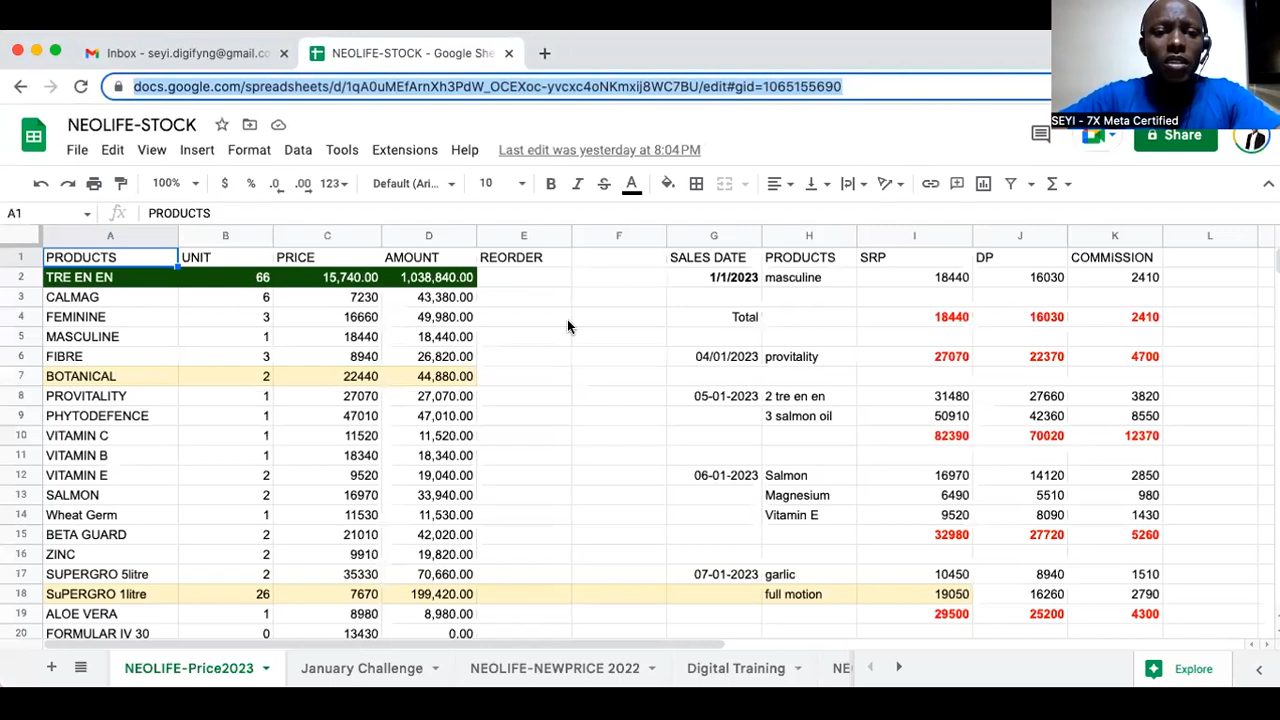 Inbox - seyi.digifyng@gmail.co
NEOLIFE-STOCK - Google She
docs.google.com/spreadsheets/d/1qA0uMEfArnXh3PdW_OCEXoc-yvcxc4oNKmxij8WC7BU/edit#gid=1065155690
SEYI - 7X Meta Certified
NEOLIFE-STOCK
Share
File Edit View Insert Format Data Tools Extensions Help Last edit was yesterday at 8:04 PM
100% $ % .0 .00 123 Default (Ari... 10 B I S A
A1 fx PRODUCTS
A B C D E F G H I J K L
1 PRODUCTS UNIT PRICE AMOUNT REORDER SALES DATE PRODUCTS SRP DP COMMISSION
2 TRE EN EN 66 15,740.00 1,038,840.00 1/1/2023 masculine 18440 16030 2410
3 CALMAG 6 7230 43,380.00
4 FEMININE 3 16660 49,980.00 Total 18440 16030 2410
5 MASCULINE 1 18440 18,440.00
6 FIBRE 3 8940 26,820.00 04/01/2023 provitality 27070 22370 4700
7 BOTANICAL 2 22440 44,880.00
8 PROVITALITY 1 27070 27,070.00 05-01-2023 2 tre en en 31480 27660 3820
9 PHYTODEFENCE 1 47010 47,010.00 3 salmon oil 50910 42360 8550
10 VITAMIN C 1 11520 11,520.00 82390 70020 12370
11 VITAMIN B 1 18340 18,340.00
12 VITAMIN E 2 9520 19,040.00 06-01-2023 Salmon 16970 14120 2850
13 SALMON 2 16970 33,940.00 Magnesium 6490 5510 980
14 Wheat Germ 1 11530 11,530.00 Vitamin E 9520 8090 1430
15 BETA GUARD 2 21010 42,020.00 32980 27720 5260
16 ZINC 2 9910 19,820.00
17 SUPERGRO 5litre 2 35330 70,660.00 07-01-2023 garlic 10450 8940 1510
18 SuPERGRO 1litre 26 7670 199,420.00 full motion 19050 16260 2790
19 ALOE VERA 1 8980 8,980.00 29500 25200 4300
20 FORMULAR IV 30 0 13430 0.00
NEOLIFE-Price2023 January Challenge NEOLIFE-NEWPRICE 2022 Digital Training NE Explore